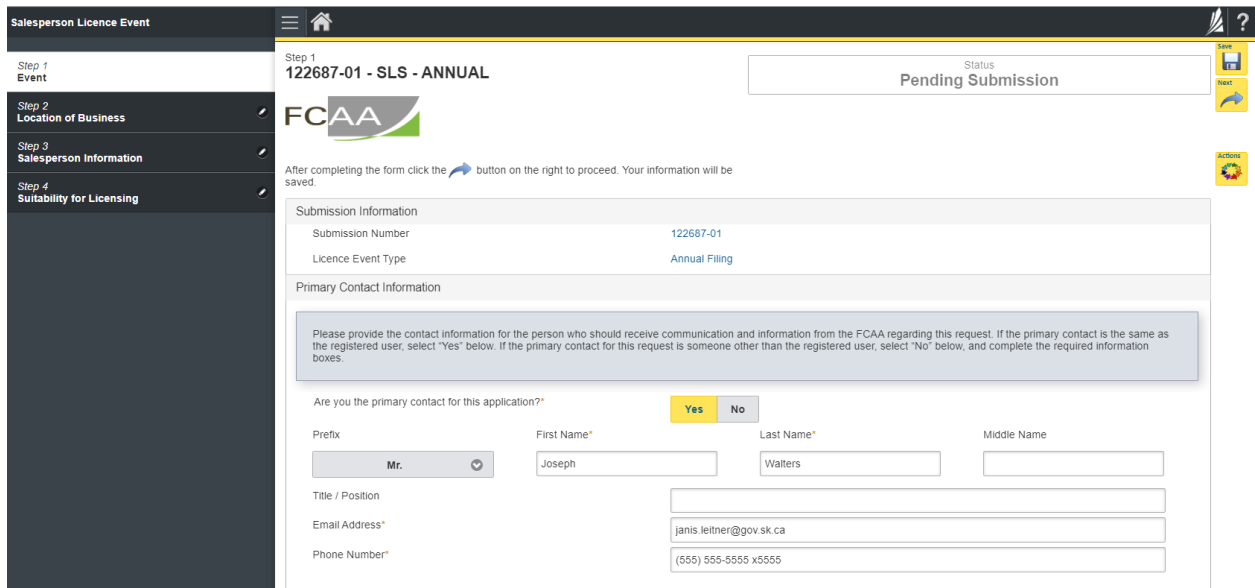 Salesperson Licence Event
?
Step 1
Event
Step 2
Location of Business
Step 3
Salesperson Information
Step 4
Suitability for Licensing
Step 1
122687-01 - SLS - ANNUAL
Status
Pending Submission
Save
Next
Actions
FCAA
After completing the form click the button on the right to proceed. Your information will be
saved.
Submission Information
Submission Number 122687-01
Licence Event Type Annual Filing
Primary Contact Information
Please provide the contact information for the person who should receive communication and information from the FCAA regarding this request. If the primary contact is the same as
the registered user, select “Yes” below. If the primary contact for this request is someone other than the registered user, select “No” below, and complete the required information
boxes.
Are you the primary contact for this application?* Yes No
Prefix First Name* Last Name* Middle Name
Mr. Joseph Walters
Title / Position
Email Address* janis.leitner@gov.sk.ca
Phone Number* (555) 555-5555 x5555